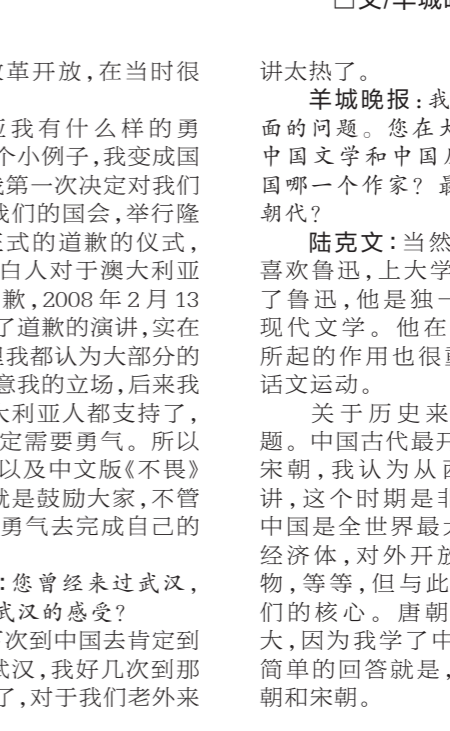 □文/羊城晚
改革开放,在当时很
我有什么样的勇
个小例子,我变成国
我第一次决定对我们
我们的国会,举行隆
正式的道歉的仪式,
白人对于澳大利亚
歉,2008年2月13
了道歉的演讲,实在
里我都认为大部分的
意我的立场,后来我
大利亚人都支持了,
定需要勇气。所以
以及中文版《不畏》
就是鼓励大家,不管
勇气去完成自己的
:您曾经来过武汉,
武汉的感受?
下次到中国去肯定到
武汉,我好几次到那
了,对于我们老外来
讲太热了。
羊城晚报:我
面的问题。您在大
中国文学和中国历
国哪一个作家?最
朝代?
陆克文:当然
喜欢鲁迅,上大学
了鲁迅,他是独一
现代文学。他在
所起的作用也很重
话文运动。
关于历史来
题。中国古代最开
宋朝,我认为从西
讲,这个时期是非
中国是全世界最大
经济体,对外开放
物,等等,但与此
们的核心。唐朝
大,因为我学了中
简单的回答就是,
朝和宋朝。